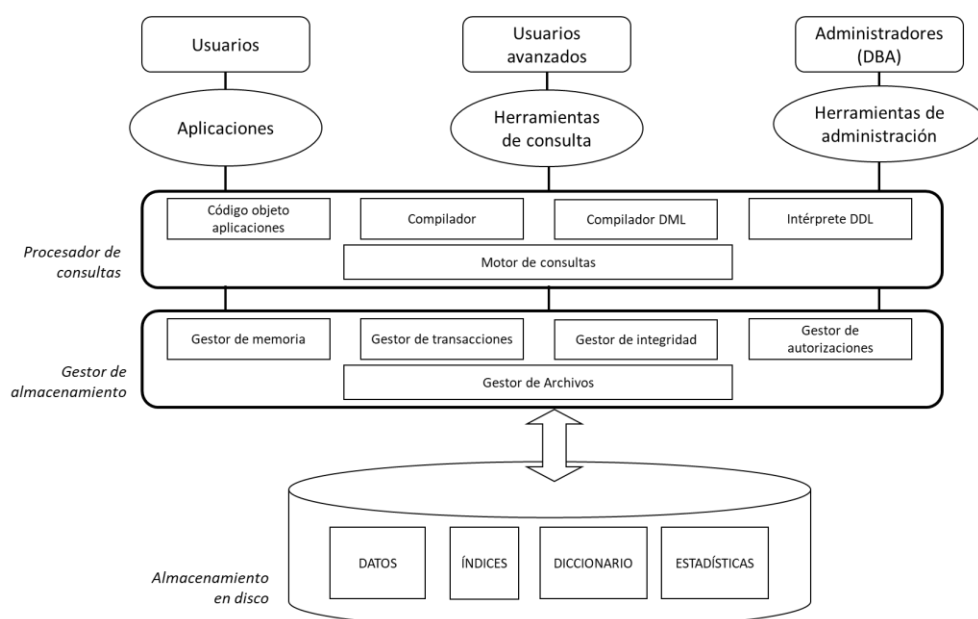 Usuarios
Usuarios
avanzados
Administradores
(DBA)
Aplicaciones
Herramientas
de consulta
Herramientas de
administración
Procesador de
consultas
Código objeto
aplicaciones
Compilador
Compilador DML
Intérprete DDL
Motor de consultas
Gestor de
almacenamiento
Gestor de memoria
Gestor de transacciones
Gestor de integridad
Gestor de
autorizaciones
Gestor de Archivos
Almacenamiento
en disco
DATOS
ÍNDICES
DICCIONARIO
ESTADÍSTICAS